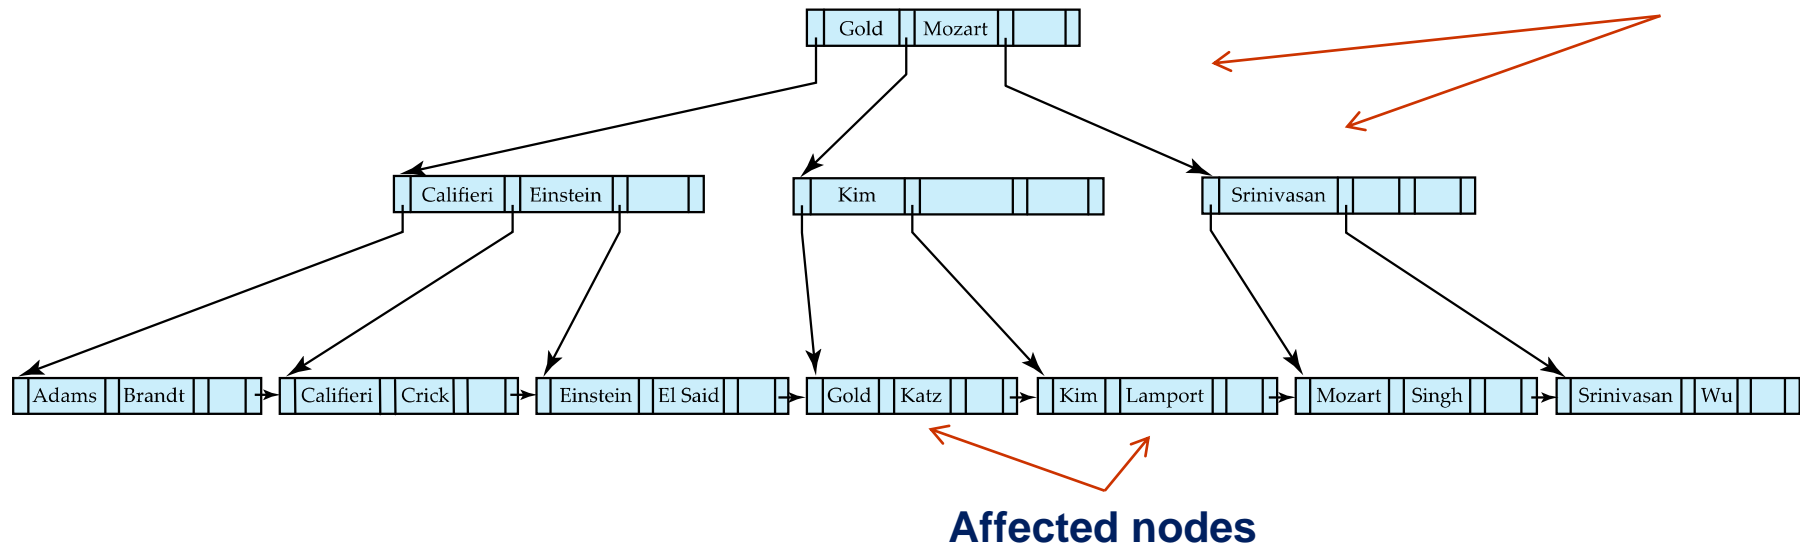 Gold Mozart
Califieri Einstein Kim Srinivasan
Adams Brandt Califieri Crick Einstein El Said Gold Katz Kim Lamport Mozart Singh Srinivasan Wu
Affected nodes